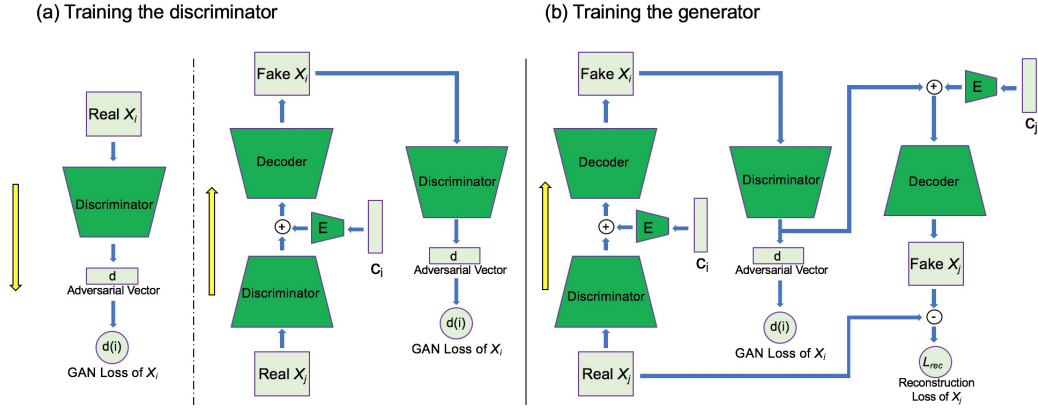 (a) Training the discriminator
Real Xᵢ
Discriminator
d
Adversarial Vector
d(i)
GAN Loss of Xᵢ
Fake Xᵢ
Decoder
+
E
Cᵢ
Discriminator
Real Xⱼ
Discriminator
d
Adversarial Vector
d(i)
GAN Loss of Xᵢ
(b) Training the generator
Fake Xᵢ
Decoder
+
E
Cᵢ
Discriminator
Real Xⱼ
Discriminator
d
Adversarial Vector
d(i)
GAN Loss of Xᵢ
+
E
Cⱼ
Decoder
Fake Xⱼ
-
L_rec
Reconstruction
Loss of Xⱼ